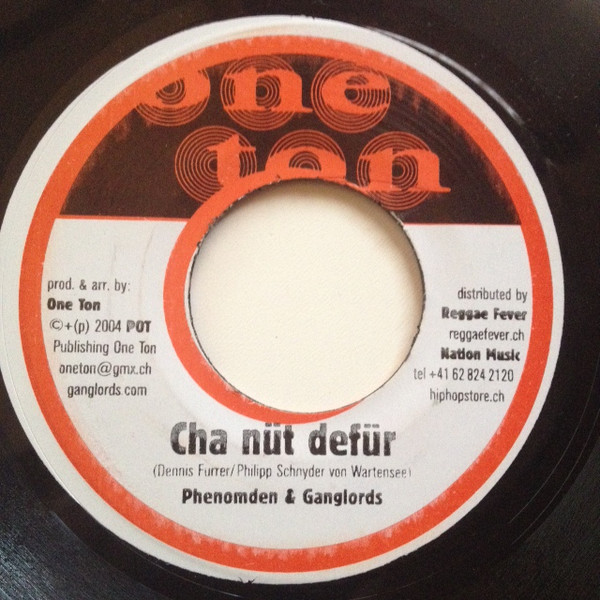 one
ton
prod. & arr. by:
One Ton
©+(p) 2004 POT
Publishing One Ton
oneton@gmx.ch
ganglords.com
distributed by
Reggae Fever
reggaefever.ch
Nation Music
tel +41 62 824 2120
hiphopstore.ch
Cha nüt defür
(Dennis Furrer/Philipp Schnyder von Wartensee)
Phenomden & Ganglords